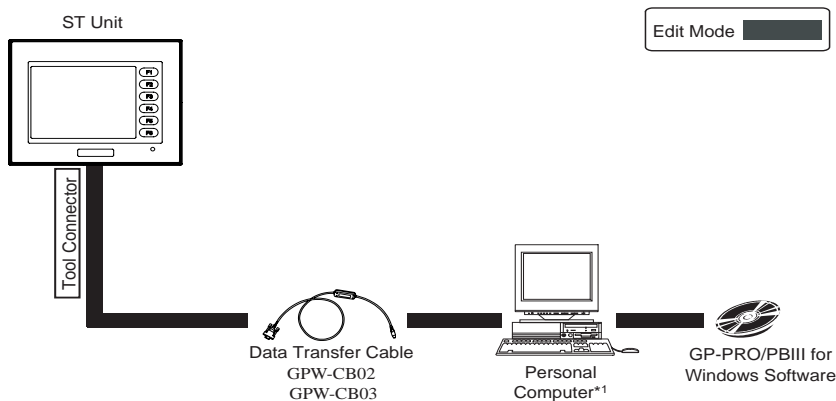 ST Unit
Edit Mode
F1
F2
F3
F4
F5
F6
Tool Connector
Data Transfer Cable
GPW-CB02
GPW-CB03
Personal
Computer*1
GP-PRO/PBIII for
Windows Software